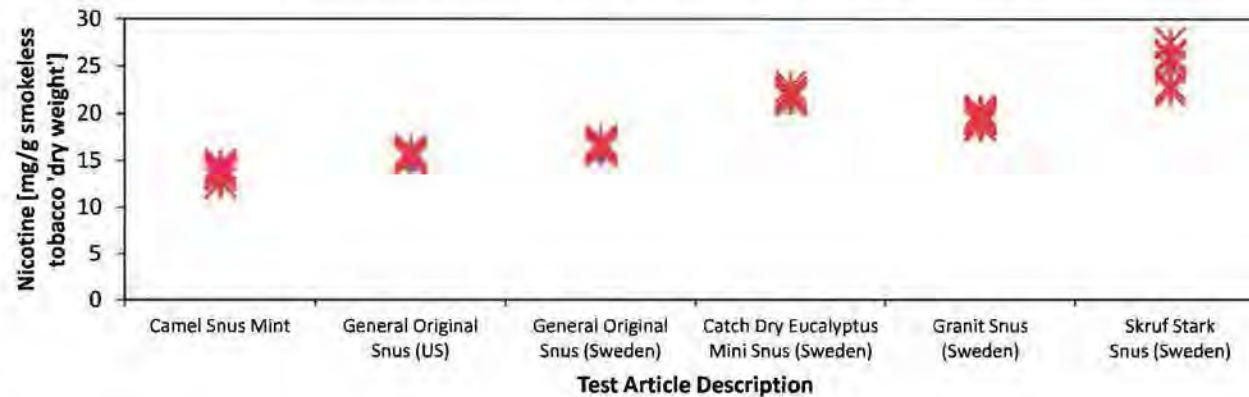 Nicotine [mg/g smokeless
tobacco 'dry weight']
30
25
20
15
10
5
0
Camel Snus Mint
General Original
Snus (US)
General Original
Snus (Sweden)
Catch Dry Eucalyptus
Mini Snus (Sweden)
Granit Snus
(Sweden)
Skruf Stark
Snus (Sweden)
Test Article Description